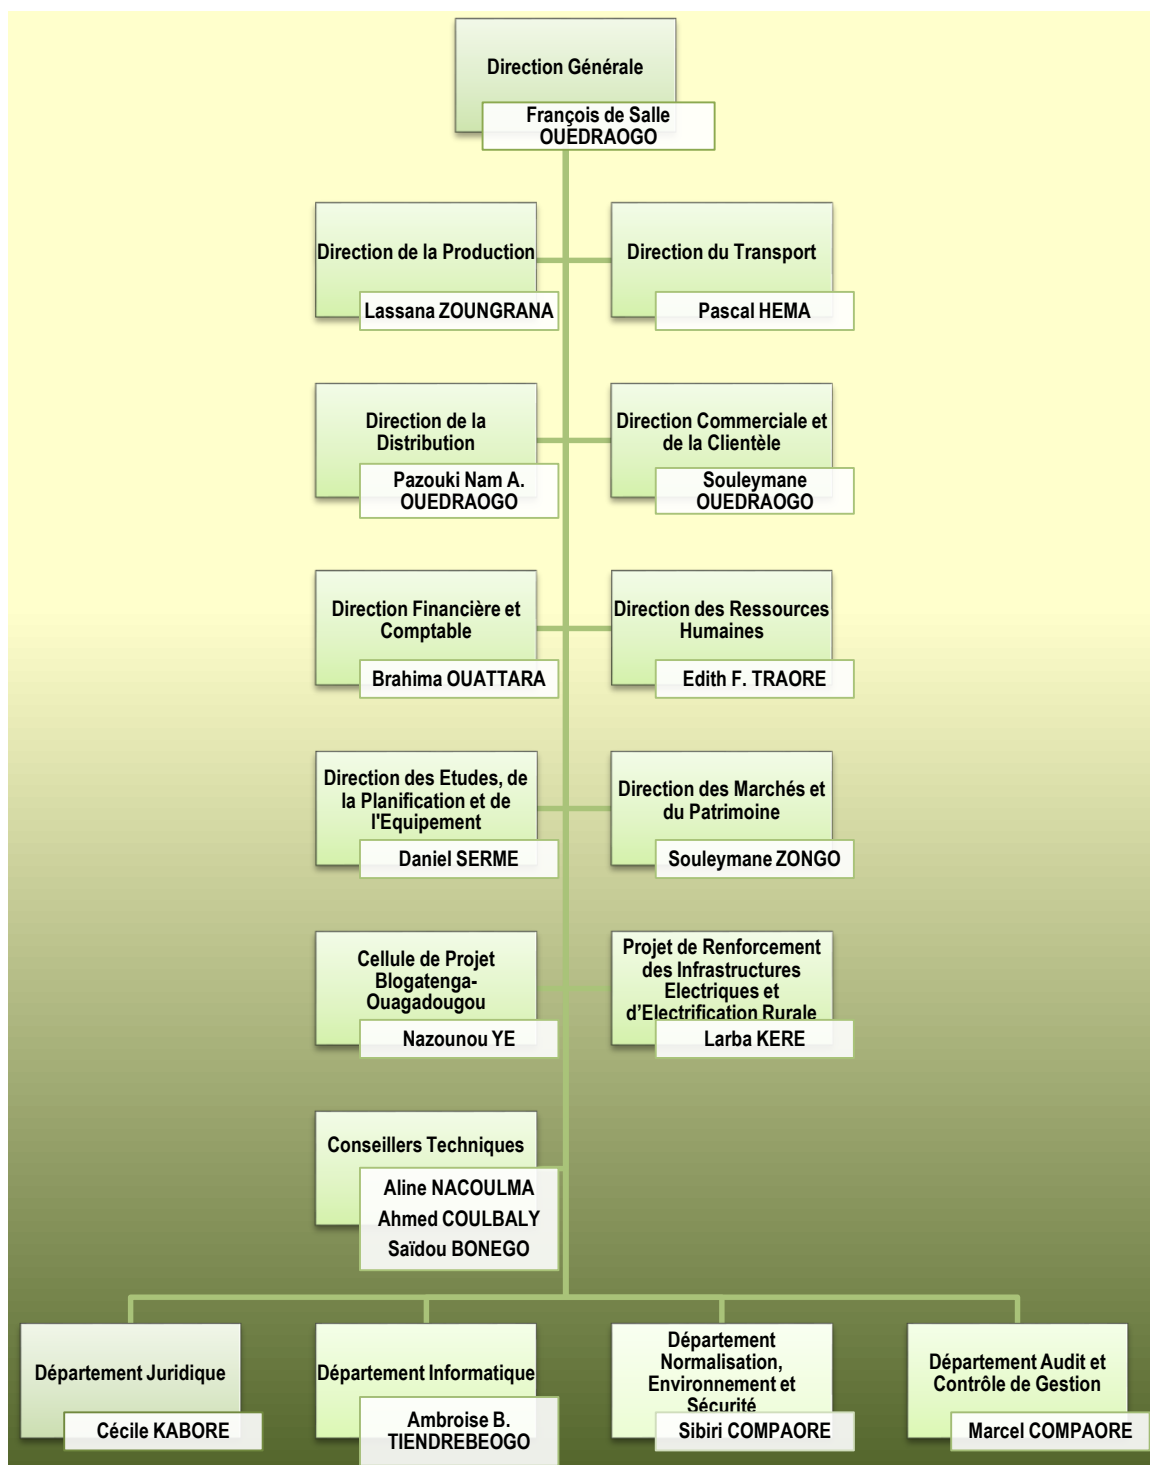 Direction Générale
François de Salle
OUEDRAOGO
Direction de la Production
Lassana ZOUNGRANA
Direction du Transport
Pascal HEMA
Direction de la
Distribution
Pazouki Nam A.
OUEDRAOGO
Direction Commerciale et
de la Clientèle
Souleymane
OUEDRAOGO
Direction Financière et
Comptable
Brahima OUATTARA
Direction des Ressources
Humaines
Edith F. TRAORE
Direction des Etudes, de
la Planification et de
l'Equipement
Daniel SERME
Direction des Marchés et
du Patrimoine
Souleymane ZONGO
Cellule de Projet
Blogatenga-
Ouagadougou
Nazounou YE
Projet de Renforcement
des Infrastructures
Electriques et
d’Electrification Rurale
Larba KERE
Conseillers Techniques
Aline NACOULMA
Ahmed COULBALY
Saïdou BONEGO
Département Juridique
Cécile KABORE
Département Informatique
Ambroise B.
TIENDREBEOGO
Département
Normalisation,
Environnement et
Sécurité
Sibiri COMPAORE
Département Audit et
Contrôle de Gestion
Marcel COMPAORE